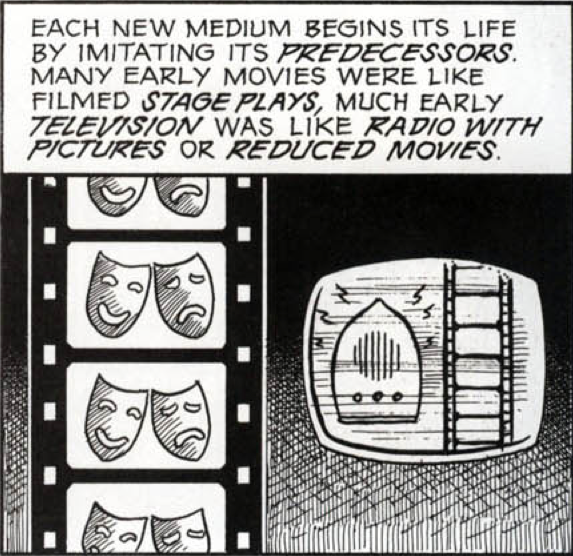 EACH NEW MEDIUM BEGINS ITS LIFE
BY IMITATING ITS PREDECESSORS.
MANY EARLY MOVIES WERE LIKE
FILMED STAGE PLAYS, MUCH EARLY
TELEVISION WAS LIKE RADIO WITH
PICTURES OR REDUCED MOVIES.